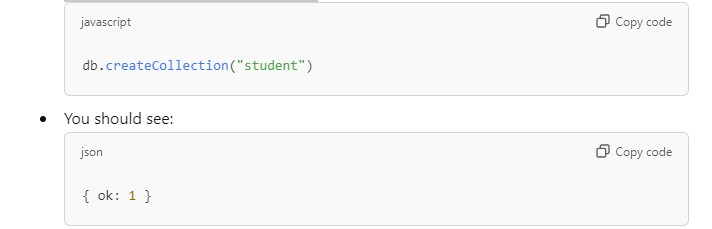 javascript
Copy code
db.createCollection("student")
• You should see:
json
Copy code
{ ok: 1 }